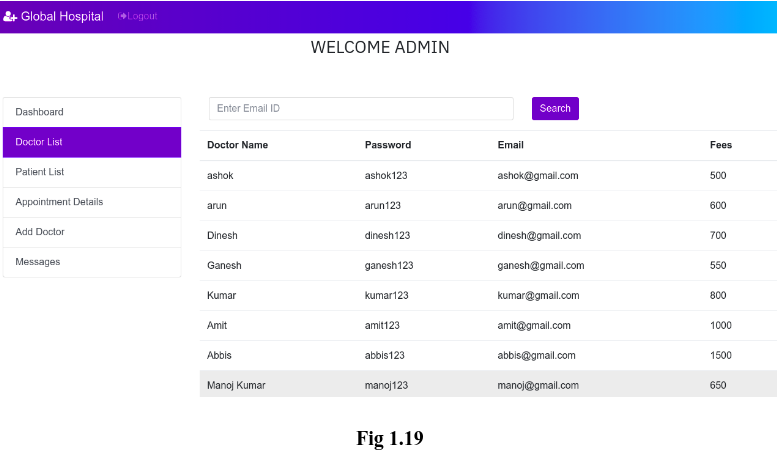 Global Hospital Logout
WELCOME ADMIN
Dashboard
Doctor List
Patient List
Appointment Details
Add Doctor
Messages
Enter Email ID Search
Doctor Name Password Email Fees
ashok ashok123 ashok@gmail.com 500
arun arun123 arun@gmail.com 600
Dinesh dinesh123 dinesh@gmail.com 700
Ganesh ganesh123 ganesh@gmail.com 550
Kumar kumar123 kumar@gmail.com 800
Amit amit123 amit@gmail.com 1000
Abbis abbis123 abbis@gmail.com 1500
Manoj Kumar manoj123 manoj@gmail.com 650
Fig 1.19